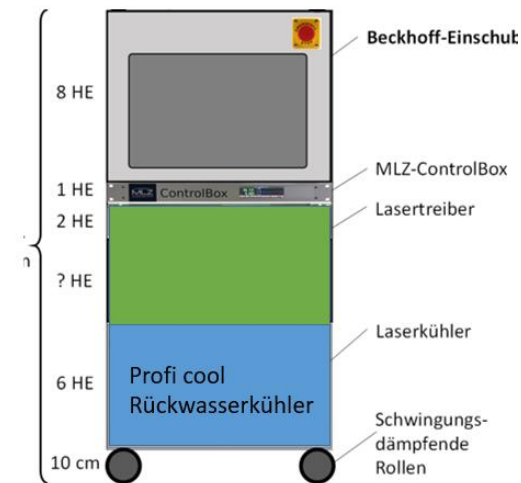 Beckhoff-Einschub
8 HE
1 HE
MLZ
ControlBox
MLZ-ControlBox
2 HE
Lasertreiber
? HE
Laserkühler
6 HE
Profi cool
Rückwasserkühler
Schwingungs-
dämpfende
Rollen
10 cm